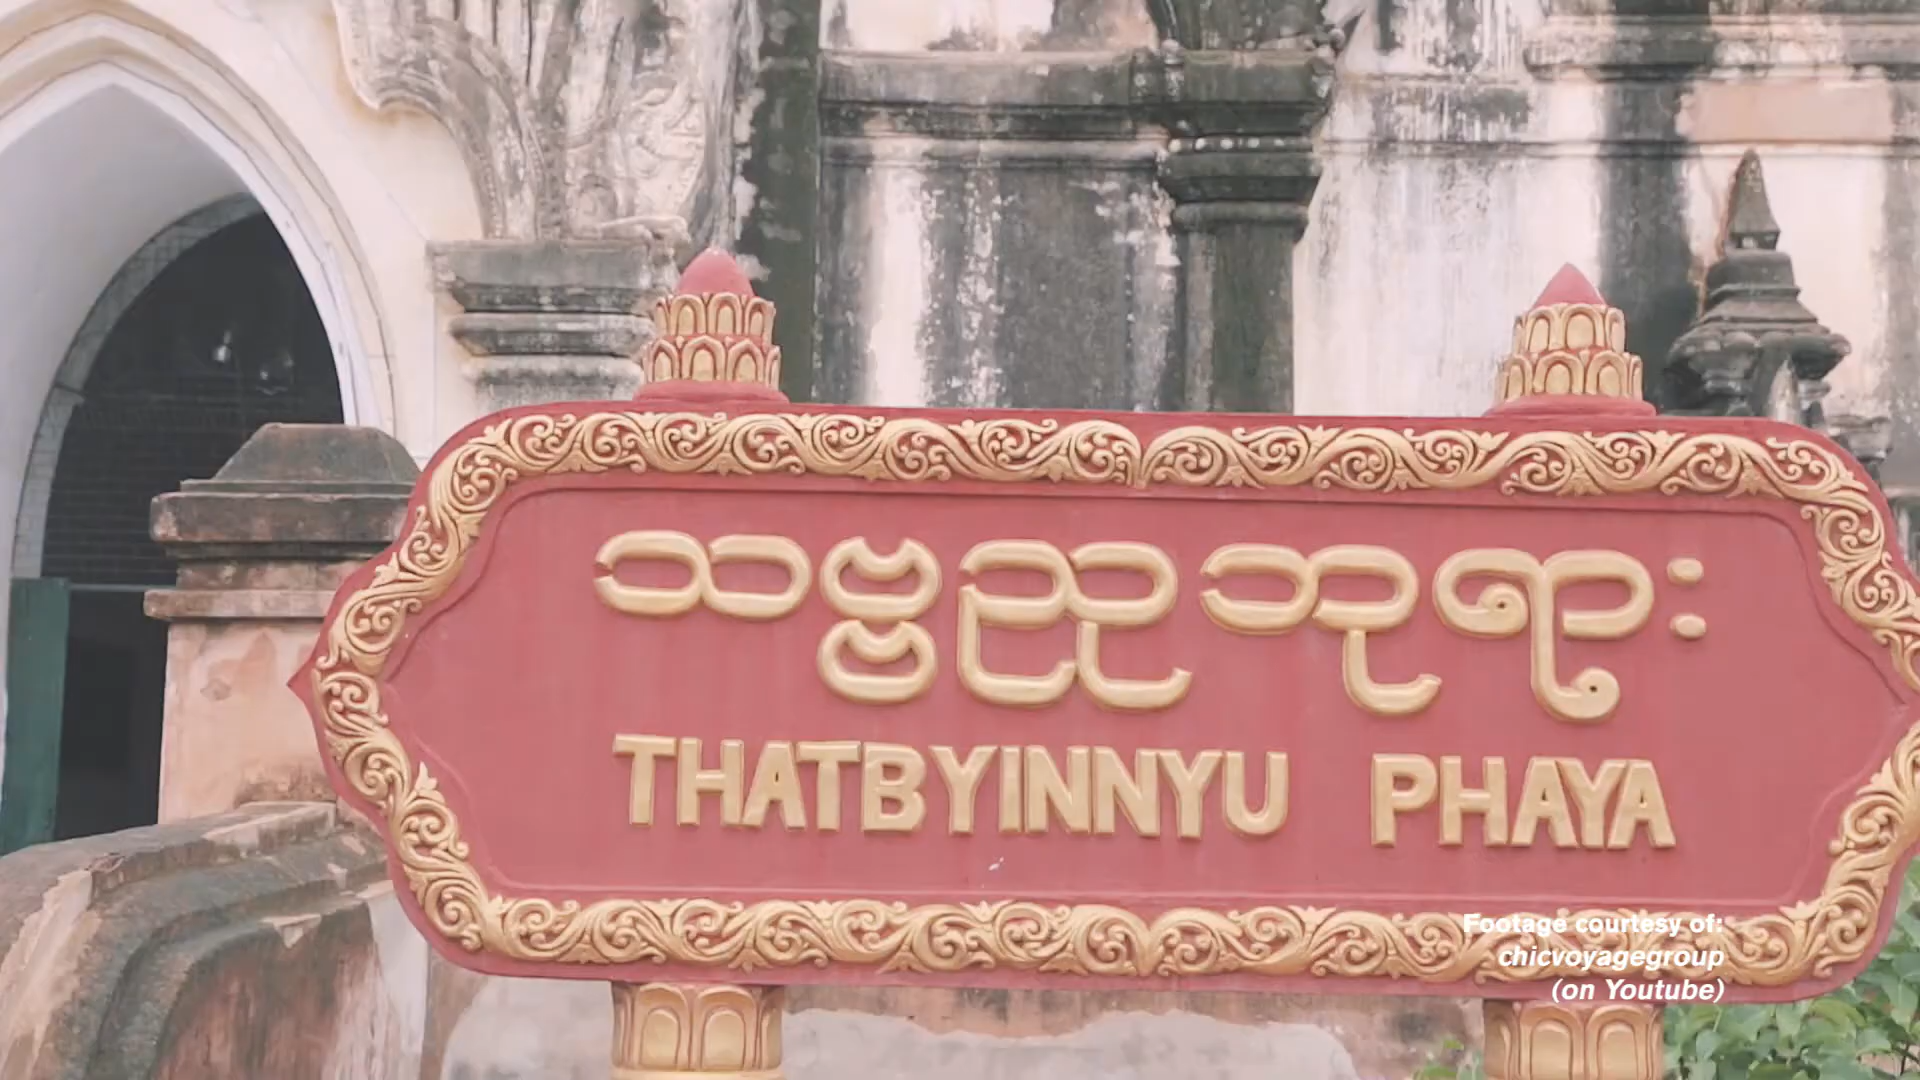 သဗ္ဗညုဘုရား
THATBYINNYU PHAYA
Footage courtesy of:
chicvoyagegroup
(on Youtube)